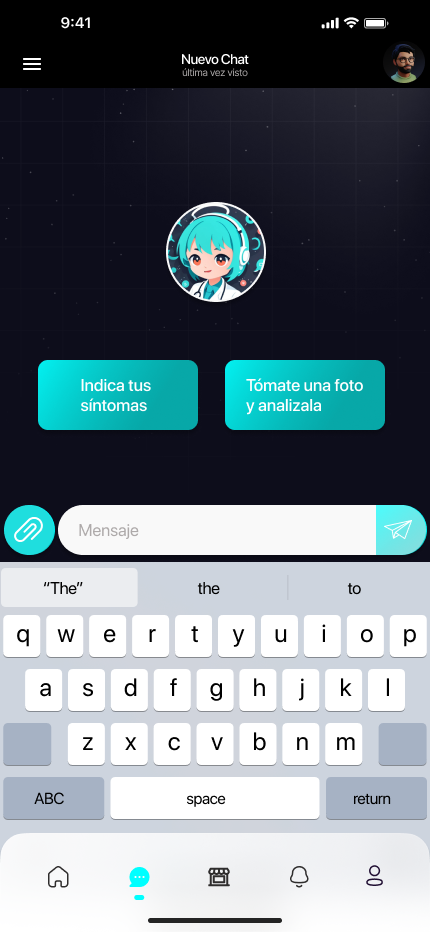 9:41
Nuevo Chat
última vez visto
Indica tus
síntomas
Tómate una foto
y analizala
Mensaje
“The” the to
q w e r t y u i o p
a s d f g h j k l
z x c v b n m
ABC space return